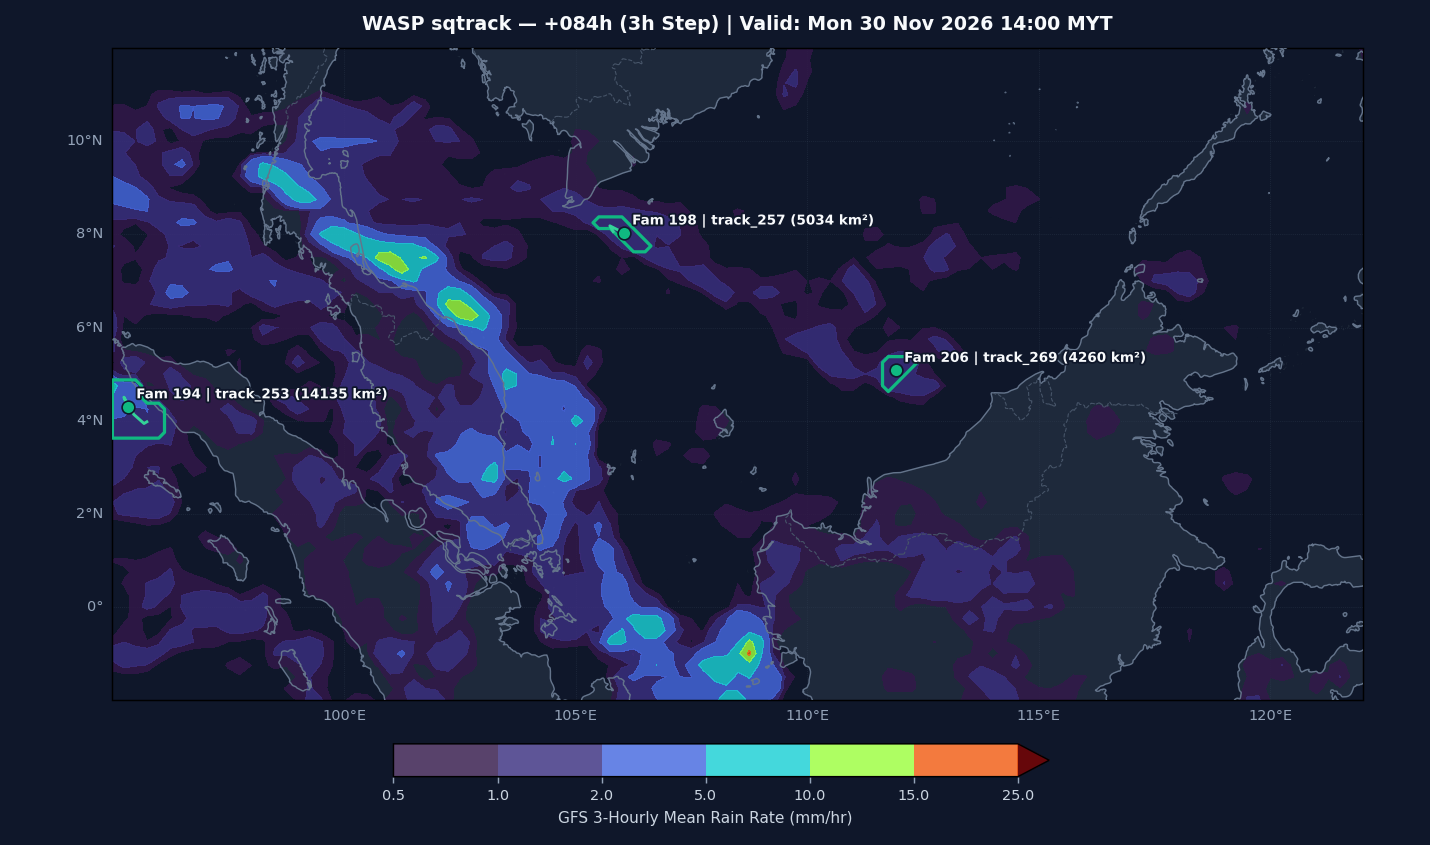 WASP sqtrack — +084h (3h Step) | Valid: Mon 30 Nov 2026 14:00 MYT
10°N
8°N
Fam 198 | track_257 (5034 km²)
6°N
Fam 206 | track_269 (4260 km²)
Fam 194 | track_253 (14135 km²)
4°N
2°N
0°
100°E 105°E 110°E 115°E 120°E
0.5 1.0 2.0 5.0 10.0 15.0 25.0
GFS 3-Hourly Mean Rain Rate (mm/hr)